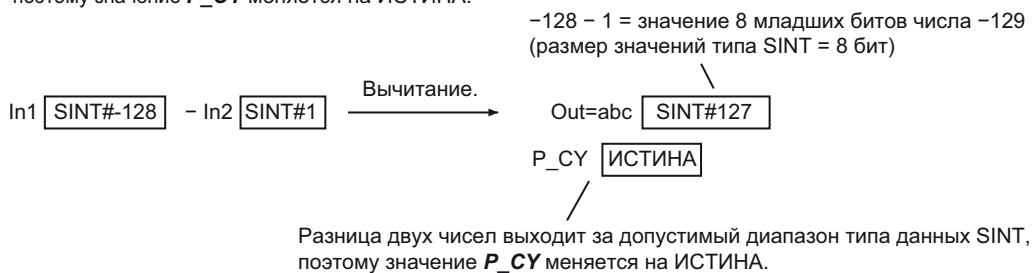 поэтому значение P_CY меняется на ИСТИНА.
−128 − 1 = значение 8 младших битов числа −129
(размер значений типа SINT = 8 бит)
In1 SINT#-128 − In2 SINT#1 Вычитание. Out=abc SINT#127
P_CY ИСТИНА
Разница двух чисел выходит за допустимый диапазон типа данных SINT,
поэтому значение P_CY меняется на ИСТИНА.